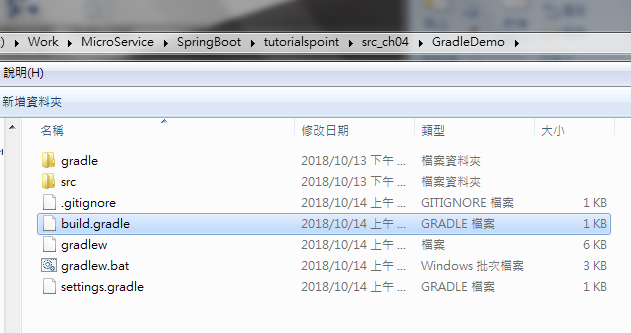 ) ▸ Work ▸ MicroService ▸ SpringBoot ▸ tutorialspoint ▸ src_ch04 ▸ GradleDemo ▸
說明(H)
新增資料夾
名稱 修改日期 類型 大小
gradle 2018/10/13 下午 ... 檔案資料夾
src 2018/10/13 下午 ... 檔案資料夾
.gitignore 2018/10/14 上午 ... GITIGNORE 檔案 1 KB
build.gradle 2018/10/14 上午 ... GRADLE 檔案 1 KB
gradlew 2018/10/14 上午 ... 檔案 6 KB
gradlew.bat 2018/10/14 上午 ... Windows 批次檔案 3 KB
settings.gradle 2018/10/14 上午 ... GRADLE 檔案 1 KB